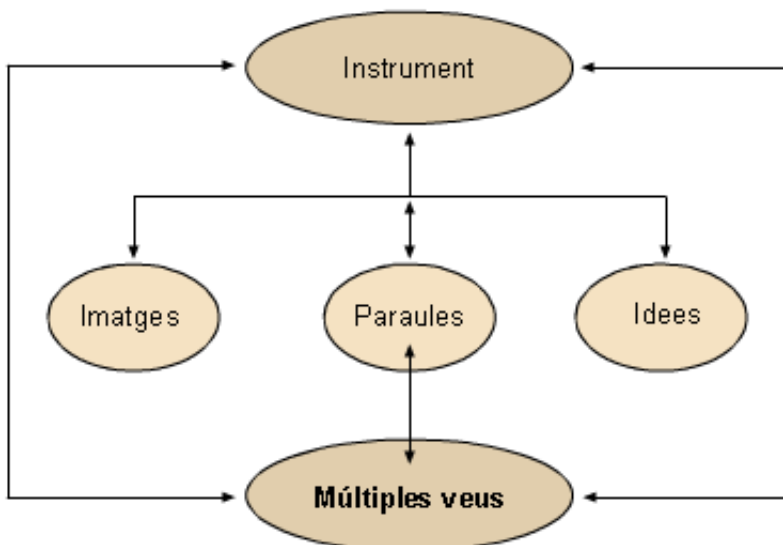 Instrument
Imatges
Paraules
Idees
Múltiples veus